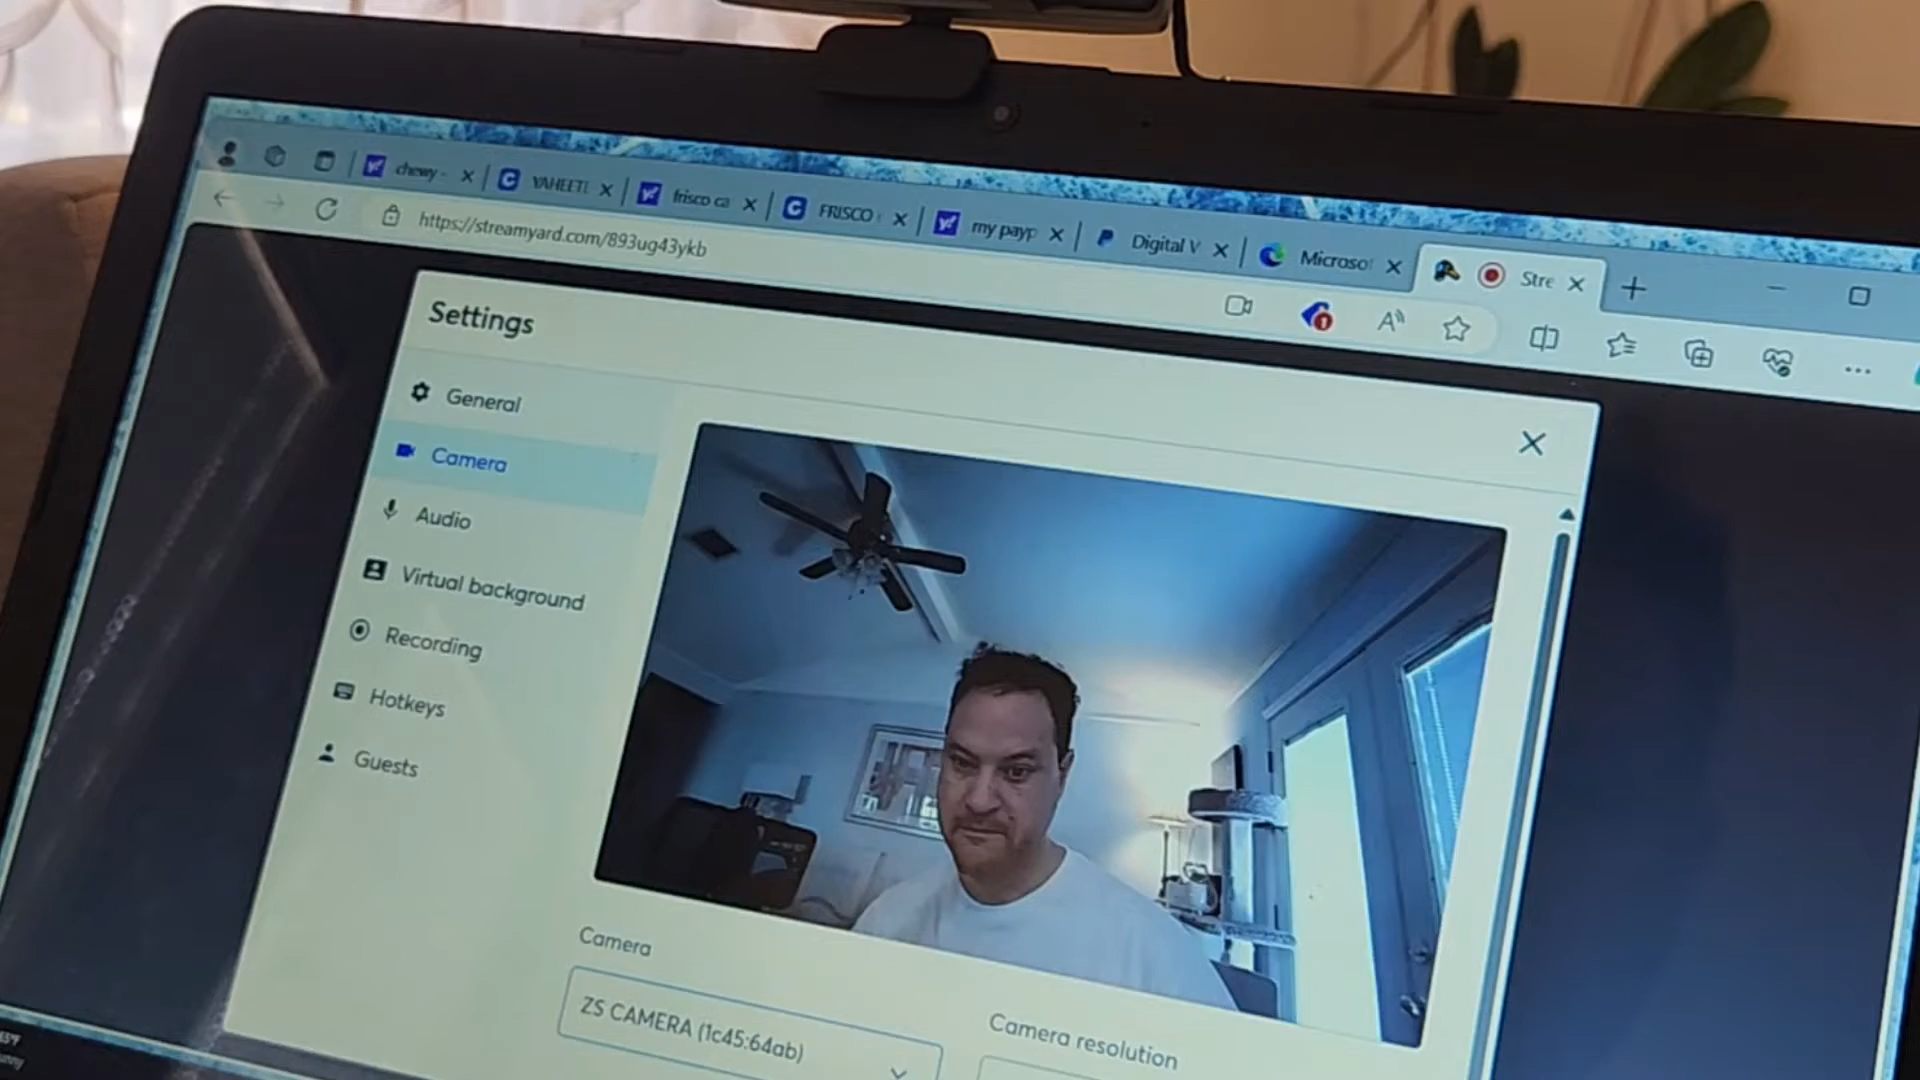 chewy -
YAHEETI
frisco ca
FRISCO
my payp
Digital V
Microsof
Stre
https://streamyard.com/893ug43ykb
1
Settings
General
Camera
Audio
Virtual background
Recording
Hotkeys
Guests
Camera
ZS CAMERA (1c45:64ab)
Camera resolution